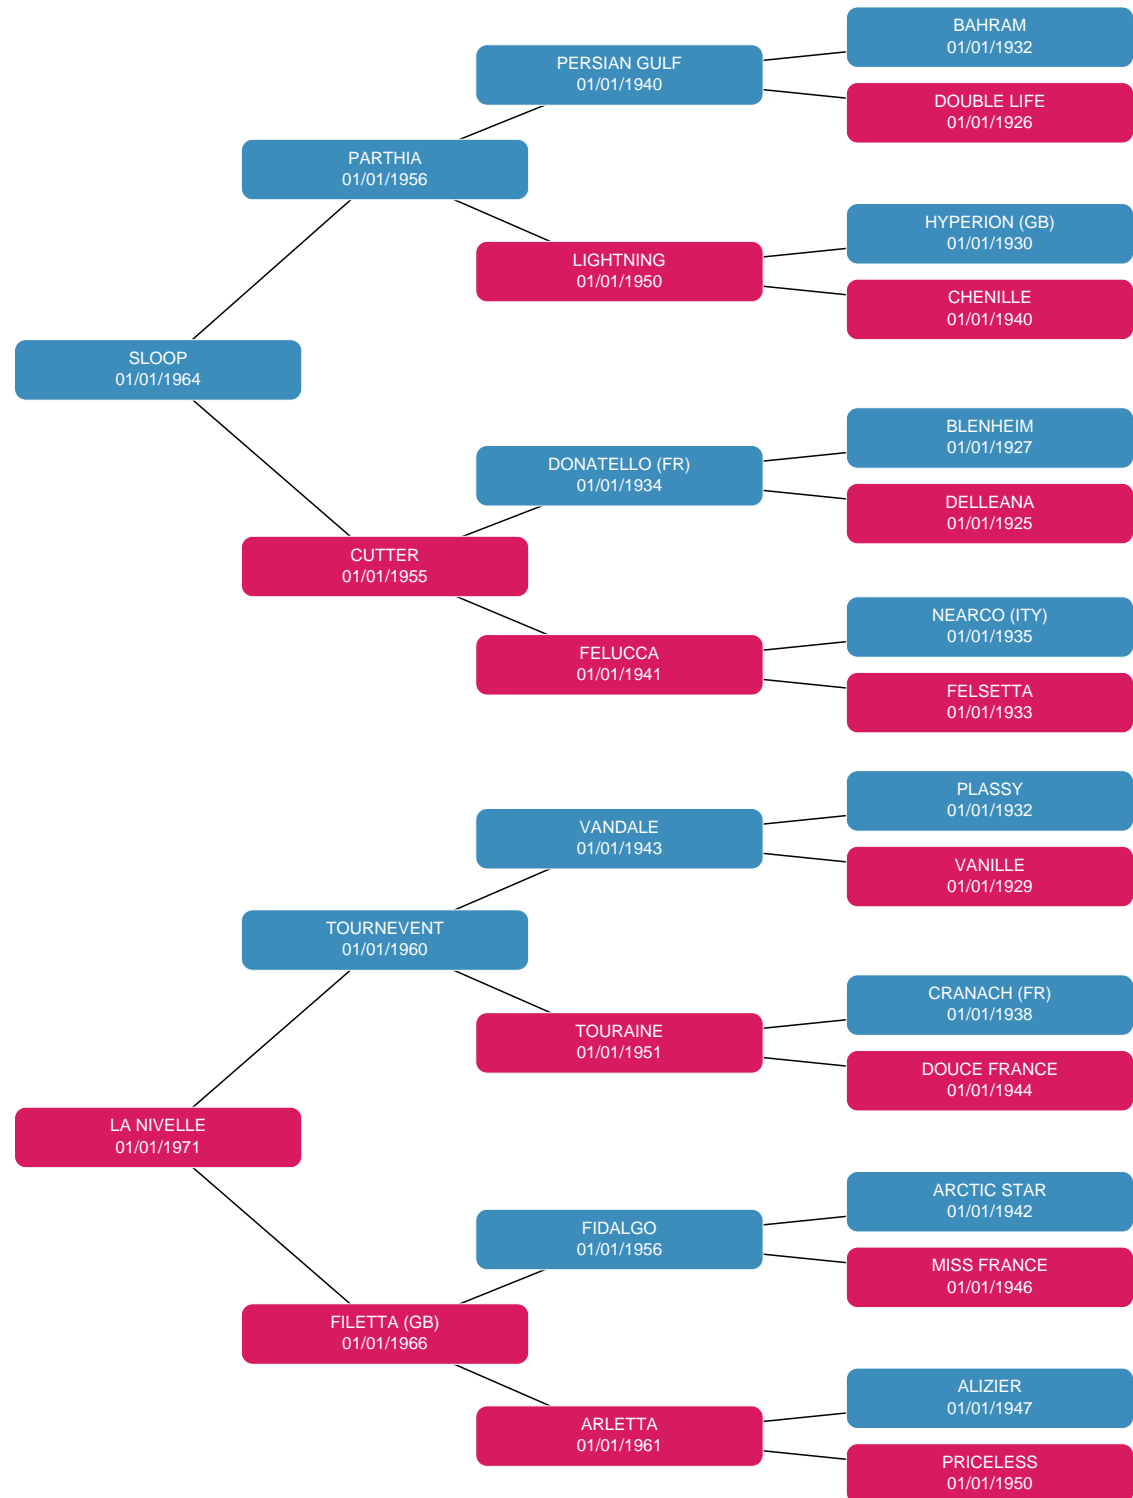 BAHRAM
01/01/1932
PERSIAN GULF
01/01/1940
DOUBLE LIFE
01/01/1926
PARTHIA
01/01/1956
HYPERION (GB)
01/01/1930
LIGHTNING
01/01/1950
CHENILLE
01/01/1940
SLOOP
01/01/1964
BLENHEIM
01/01/1927
DONATELLO (FR)
01/01/1934
DELLEANA
01/01/1925
CUTTER
01/01/1955
NEARCO (ITY)
01/01/1935
FELUCCA
01/01/1941
FELSETTA
01/01/1933
PLASSY
01/01/1932
VANDALE
01/01/1943
VANILLE
01/01/1929
TOURNEVENT
01/01/1960
CRANACH (FR)
01/01/1938
TOURAINE
01/01/1951
DOUCE FRANCE
01/01/1944
LA NIVELLE
01/01/1971
ARCTIC STAR
01/01/1942
FIDALGO
01/01/1956
MISS FRANCE
01/01/1946
FILETTA (GB)
01/01/1966
ALIZIER
01/01/1947
ARLETTA
01/01/1961
PRICELESS
01/01/1950